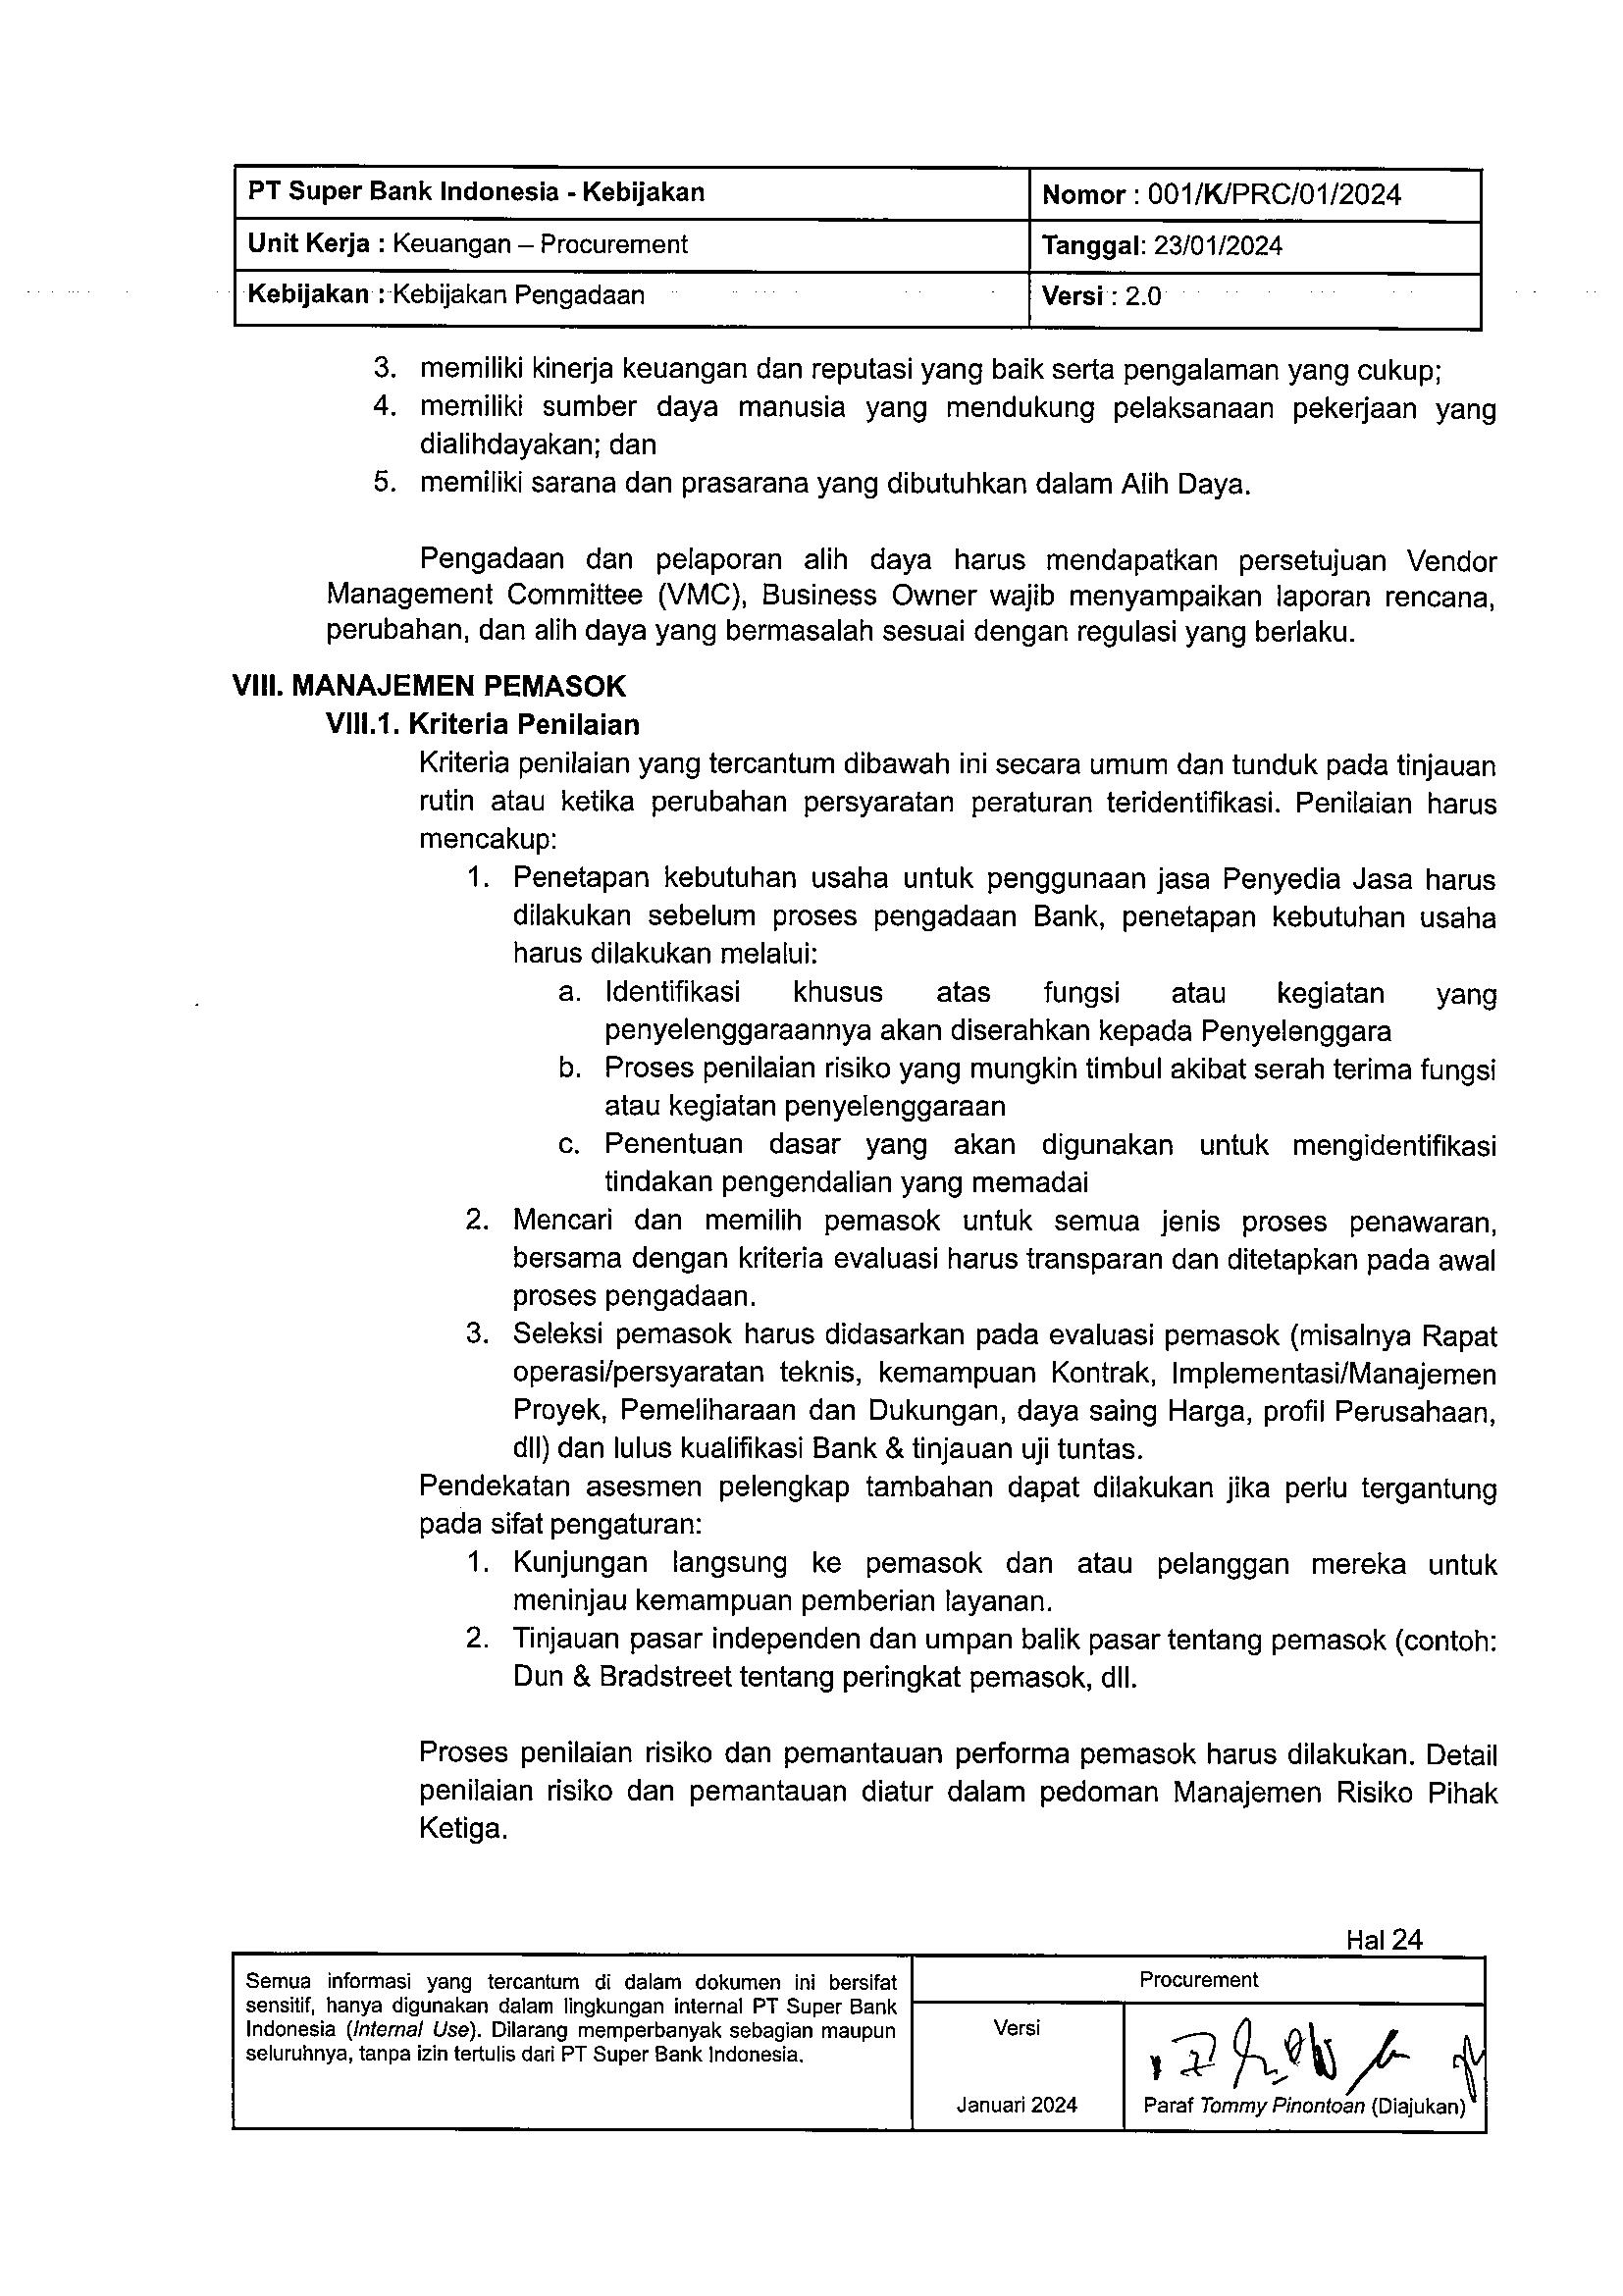 PT Super Bank Indonesia - Kebijakan
Nomor : 001/K/PRC/01/2024
Unit Kerja : Keuangan – Procurement
Tanggal: 23/01/2024
Kebijakan : Kebijakan Pengadaan
Versi : 2.0
3. memiliki kinerja keuangan dan reputasi yang baik serta pengalaman yang cukup;
4. memiliki sumber daya manusia yang mendukung pelaksanaan pekerjaan yang
dialihdayakan; dan
5. memiliki sarana dan prasarana yang dibutuhkan dalam Alih Daya.
Pengadaan dan pelaporan alih daya harus mendapatkan persetujuan Vendor
Management Committee (VMC), Business Owner wajib menyampaikan laporan rencana,
perubahan, dan alih daya yang bermasalah sesuai dengan regulasi yang berlaku.
VIII. MANAJEMEN PEMASOK
VIII.1. Kriteria Penilaian
Kriteria penilaian yang tercantum dibawah ini secara umum dan tunduk pada tinjauan
rutin atau ketika perubahan persyaratan peraturan teridentifikasi. Penilaian harus
mencakup:
1. Penetapan kebutuhan usaha untuk penggunaan jasa Penyedia Jasa harus
dilakukan sebelum proses pengadaan Bank, penetapan kebutuhan usaha
harus dilakukan melalui:
a. Identifikasi khusus atas fungsi atau kegiatan yang
penyelenggaraannya akan diserahkan kepada Penyelenggara
b. Proses penilaian risiko yang mungkin timbul akibat serah terima fungsi
atau kegiatan penyelenggaraan
c. Penentuan dasar yang akan digunakan untuk mengidentifikasi
tindakan pengendalian yang memadai
2. Mencari dan memilih pemasok untuk semua jenis proses penawaran,
bersama dengan kriteria evaluasi harus transparan dan ditetapkan pada awal
proses pengadaan.
3. Seleksi pemasok harus didasarkan pada evaluasi pemasok (misalnya Rapat
operasi/persyaratan teknis, kemampuan Kontrak, Implementasi/Manajemen
Proyek, Pemeliharaan dan Dukungan, daya saing Harga, profil Perusahaan,
dll) dan lulus kualifikasi Bank & tinjauan uji tuntas.
Pendekatan asesmen pelengkap tambahan dapat dilakukan jika perlu tergantung
pada sifat pengaturan:
1. Kunjungan langsung ke pemasok dan atau pelanggan mereka untuk
meninjau kemampuan pemberian layanan.
2. Tinjauan pasar independen dan umpan balik pasar tentang pemasok (contoh:
Dun & Bradstreet tentang peringkat pemasok, dll.
Proses penilaian risiko dan pemantauan performa pemasok harus dilakukan. Detail
penilaian risiko dan pemantauan diatur dalam pedoman Manajemen Risiko Pihak
Ketiga.
Hal 24
Semua informasi yang tercantum di dalam dokumen ini bersifat
sensitif, hanya digunakan dalam lingkungan internal PT Super Bank
Indonesia (Internal Use). Dilarang memperbanyak sebagian maupun
seluruhnya, tanpa izin tertulis dari PT Super Bank Indonesia.
Procurement
Versi
Januari 2024
Paraf Tommy Pinontoan (Diajukan)